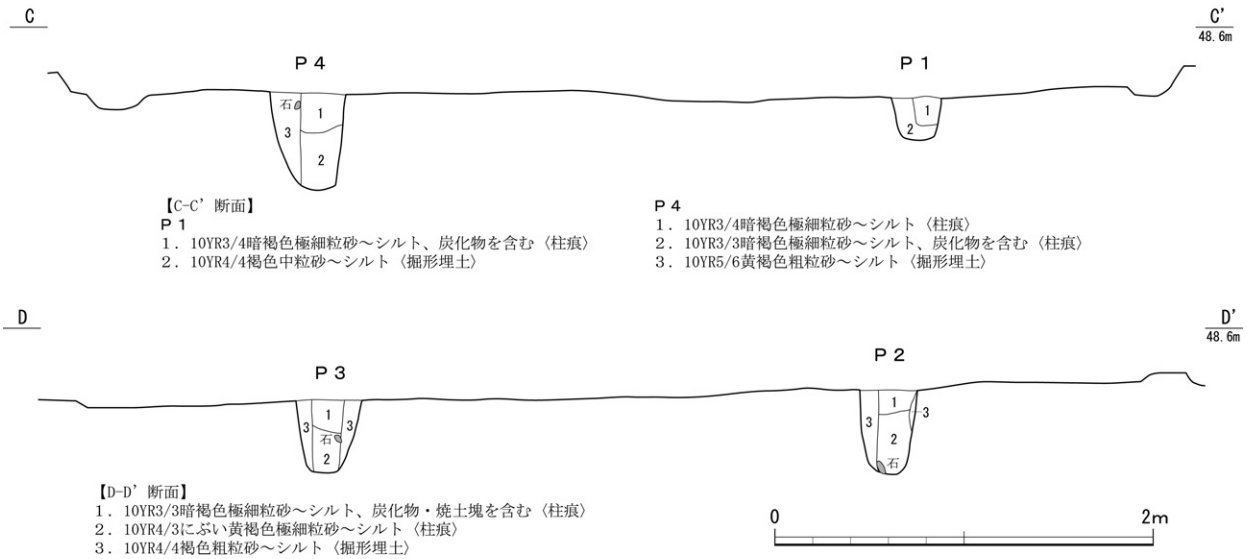 C C’
48.6m
P 4 P 1
石 1 1
3 2
2
【C-C’ 断面】
P 1
1．10YR3/4暗褐色極細粒砂～シルト、炭化物を含む〈柱痕〉
2．10YR4/4褐色中粒砂～シルト〈掘形埋土〉
P 4
1．10YR3/4暗褐色極細粒砂～シルト〈柱痕〉
2．10YR3/3暗褐色極細粒砂～シルト、炭化物を含む〈柱痕〉
3．10YR5/6黄褐色粗粒砂～シルト〈掘形埋土〉
D D’
48.6m
P 3 P 2
1 1 3
3 3 3
石 2
2 石
【D-D’ 断面】
1．10YR3/3暗褐色極細粒砂～シルト、炭化物・焼土塊を含む〈柱痕〉
2．10YR4/3にぶい黄褐色極細粒砂～シルト〈柱痕〉
3．10YR4/4褐色粗粒砂～シルト〈掘形埋土〉
0 2m